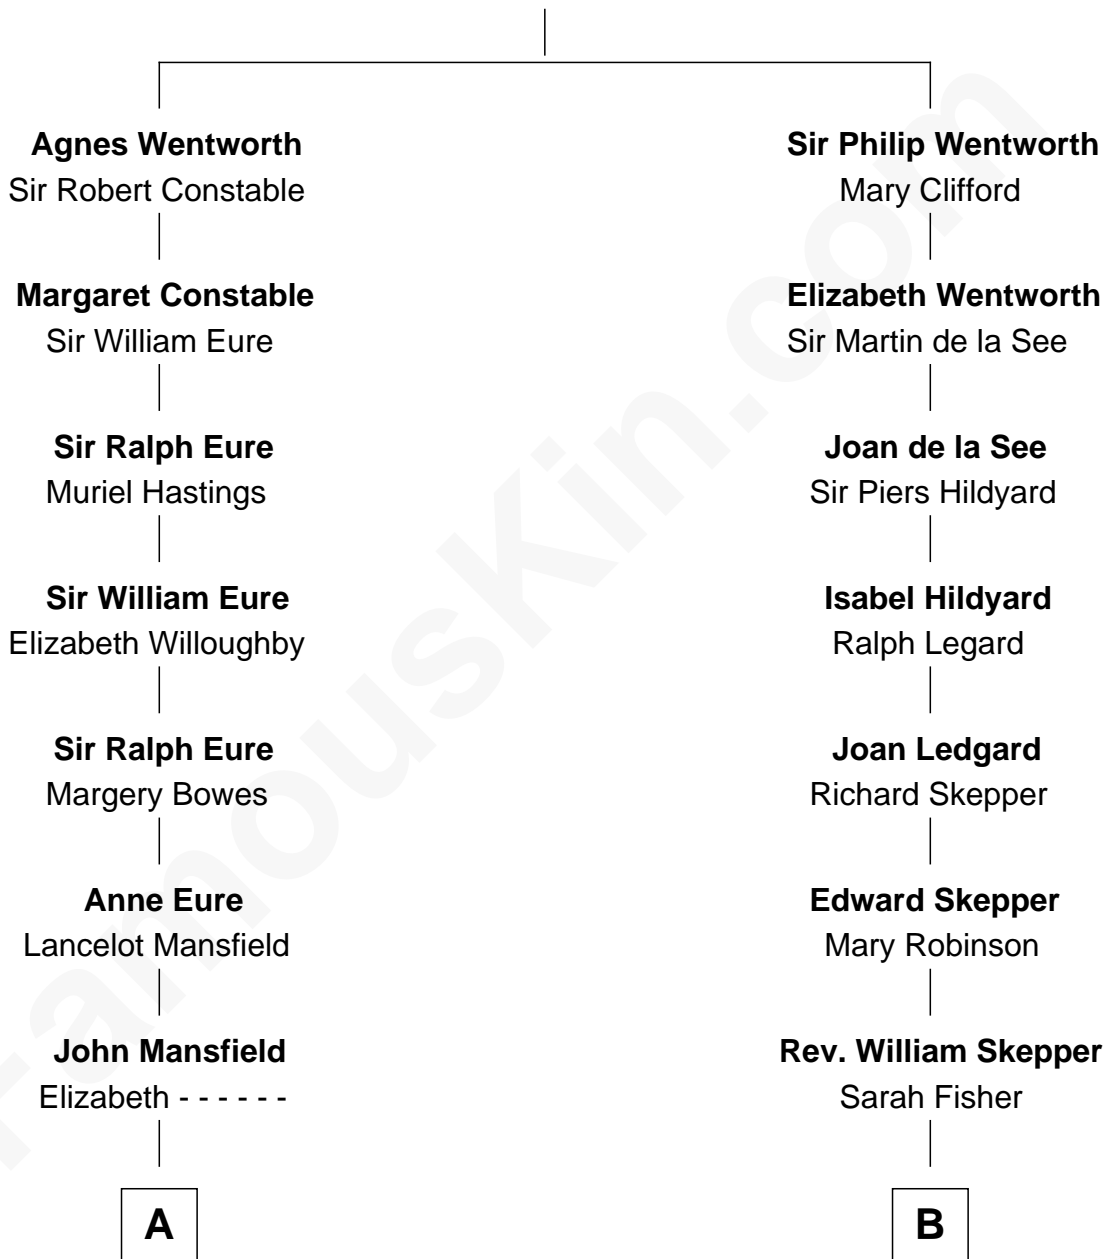 Agnes Wentworth
Sir Robert Constable
Margaret Constable
Sir William Eure
Sir Ralph Eure
Muriel Hastings
Sir William Eure
Elizabeth Willoughby
Sir Ralph Eure
Margery Bowes
Anne Eure
Lancelot Mansfield
John Mansfield
Elizabeth - - - - - -
A
Sir Philip Wentworth
Mary Clifford
Elizabeth Wentworth
Sir Martin de la See
Joan de la See
Sir Piers Hildyard
Isabel Hildyard
Ralph Legard
Joan Ledgard
Richard Skepper
Edward Skepper
Mary Robinson
Rev. William Skepper
Sarah Fisher
B
FamousKin.com